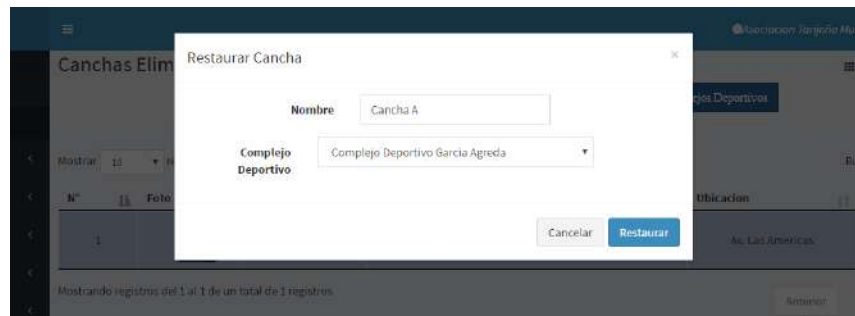 Asociacion Tarijeña Mu
Canchas Elim
Restaurar Cancha
×
ejos Deportivos
Nombre
Cancha A
Complejo
Deportivo
Complejo Deportivo Garcia Agreda
Mostrar 10
N° Foto Ubicacion
1 Av. Las Americas
Cancelar Restaurar
Mostrando registros del 1 al 1 de un total de 1 registros
Anterior